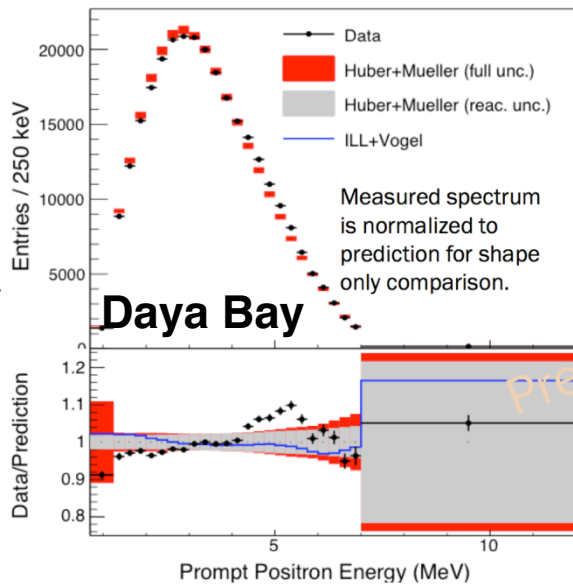 20000
15000
10000
5000
0
Entries / 250 keV
Data
Huber+Mueller (full unc.)
Huber+Mueller (reac. unc.)
ILL+Vogel
Measured spectrum
is normalized to
prediction for shape
only comparison.
Daya Bay
1.2
1.1
1
0.9
0.8
Data/Prediction
Pre
5
10
Prompt Positron Energy (MeV)